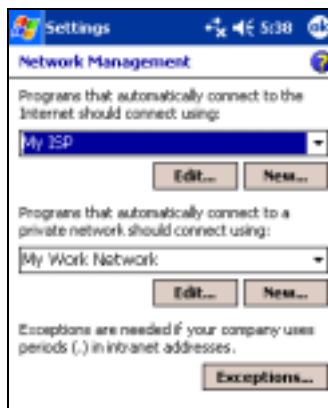 Settings 5:38 ok
Network Management ?
Programs that automatically connect to the
Internet should connect using:
My ISP
Edit... New...
Programs that automatically connect to a
private network should connect using:
My Work Network
Edit... New...
Exceptions are needed if your company uses
periods (.) in intranet addresses.
Exceptions...